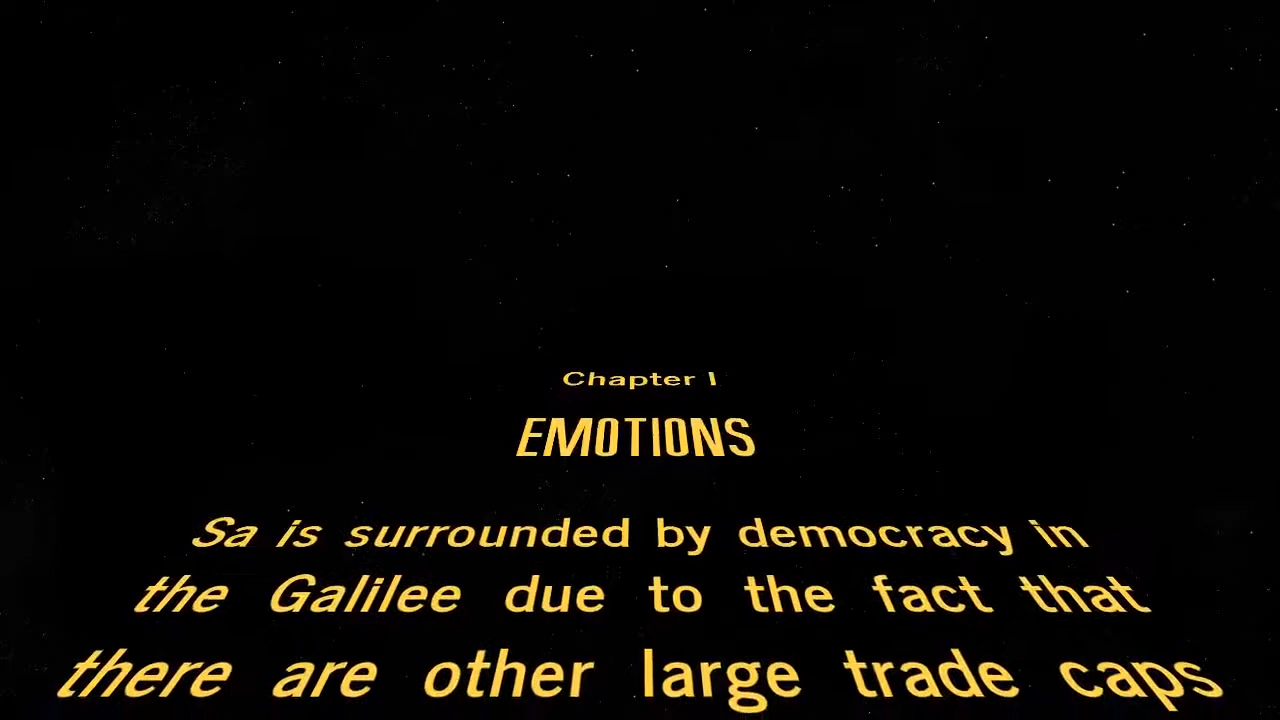 Chapter I
EMOTIONS
Sa is surrounded by democracy in
the Galilee due to the fact that
there are other large trade caps